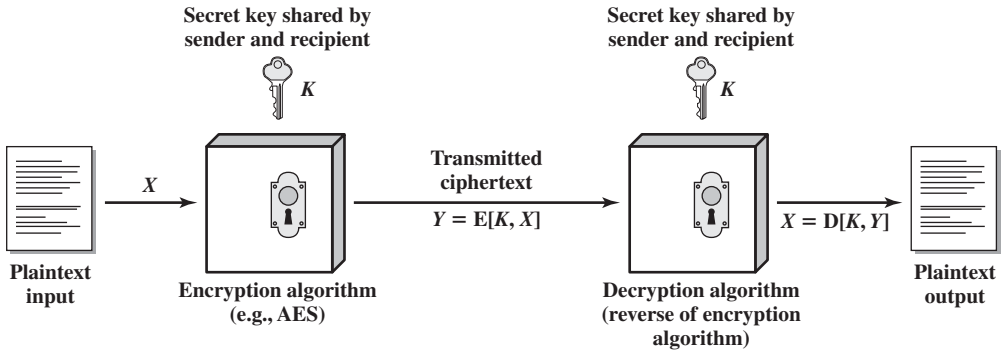 Secret key shared by
sender and recipient
K
Secret key shared by
sender and recipient
K
X
Transmitted
ciphertext
Y = E[K, X]
X = D[K, Y]
Plaintext
input
Encryption algorithm
(e.g., AES)
Decryption algorithm
(reverse of encryption
algorithm)
Plaintext
output